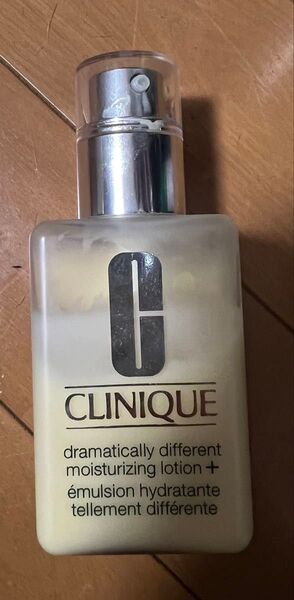 C
CLINIQUE
dramatically different
moisturizing lotion +
émulsion hydratante
tellement différente